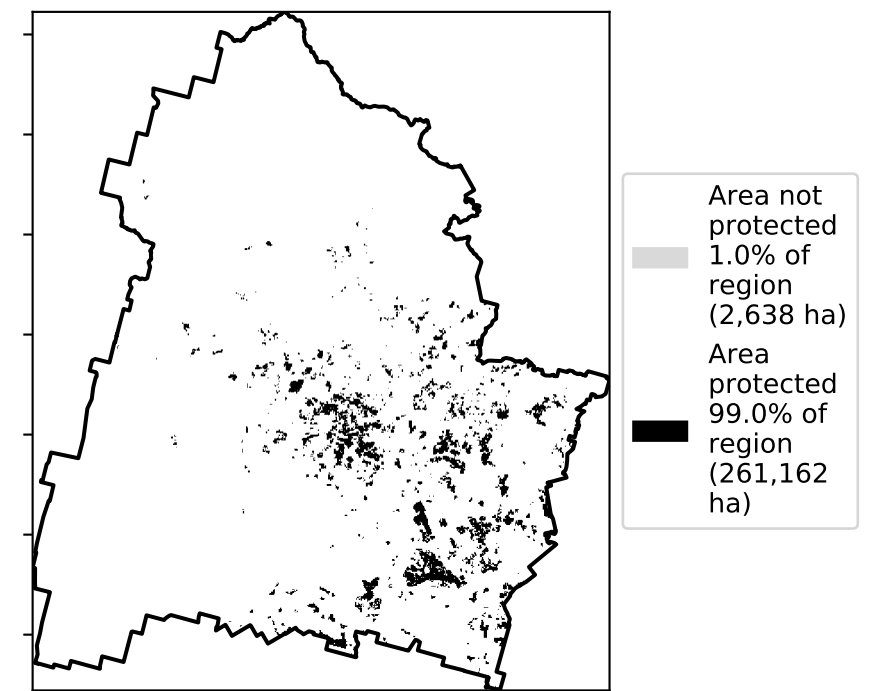 Area not
protected
1.0% of
region
(2,638 ha)
Area
protected
99.0% of
region
(261,162
ha)